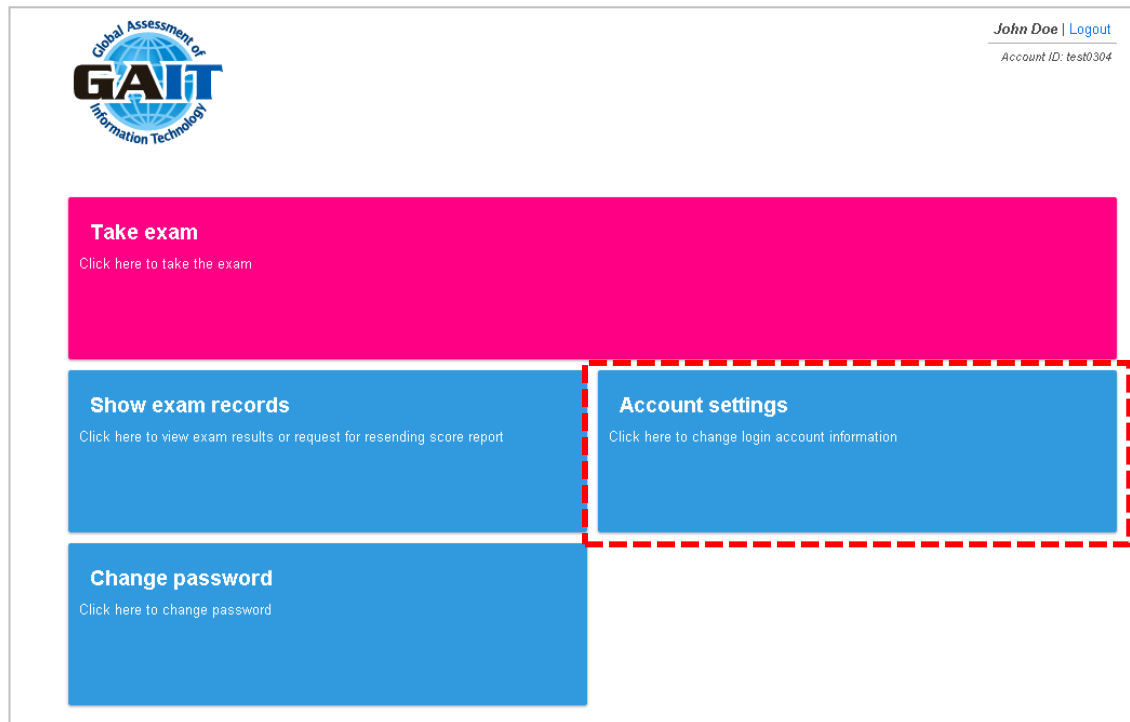 Global Assessment of
GAIT
Information Technology
John Doe | Logout
Account ID: test0304
Take exam
Click here to take the exam
Show exam records
Click here to view exam results or request for resending score report
Account settings
Click here to change login account information
Change password
Click here to change password